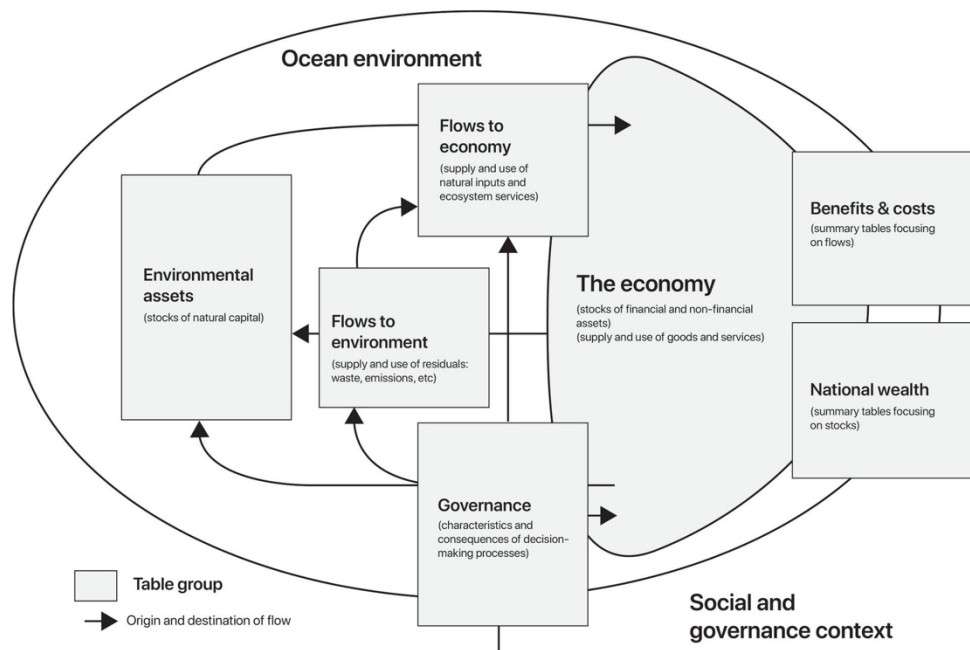 Ocean environment
Flows to
economy
(supply and use of
natural inputs and
ecosystem services)
Benefits & costs
(summary tables focusing
on flows)
Environmental
assets
(stocks of natural capital)
Flows to
environment
(supply and use of residuals:
waste, emissions, etc)
The economy
(stocks of financial and non-financial
assets)
(supply and use of goods and services)
National wealth
(summary tables focusing
on stocks)
Governance
(characteristics and
consequences of decision-
making processes)
Table group
Origin and destination of flow
Social and
governance context